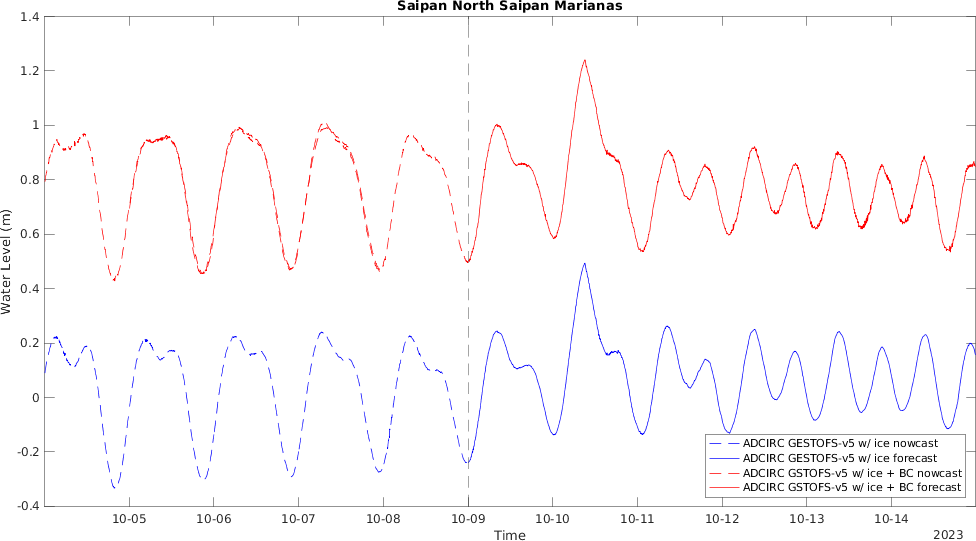 Saipan North Saipan Marianas
1.4
1.2
1
0.8
0.6
0.4
0.2
0
-0.2
-0.4
Water Level (m)
ADCIRC GESTOFS-v5 w/ ice nowcast
ADCIRC GESTOFS-v5 w/ ice forecast
ADCIRC GSTOFS-v5 w/ ice + BC nowcast
ADCIRC GSTOFS-v5 w/ ice + BC forecast
10-05 10-06 10-07 10-08 10-09 10-10 10-11 10-12 10-13 10-14
Time
2023